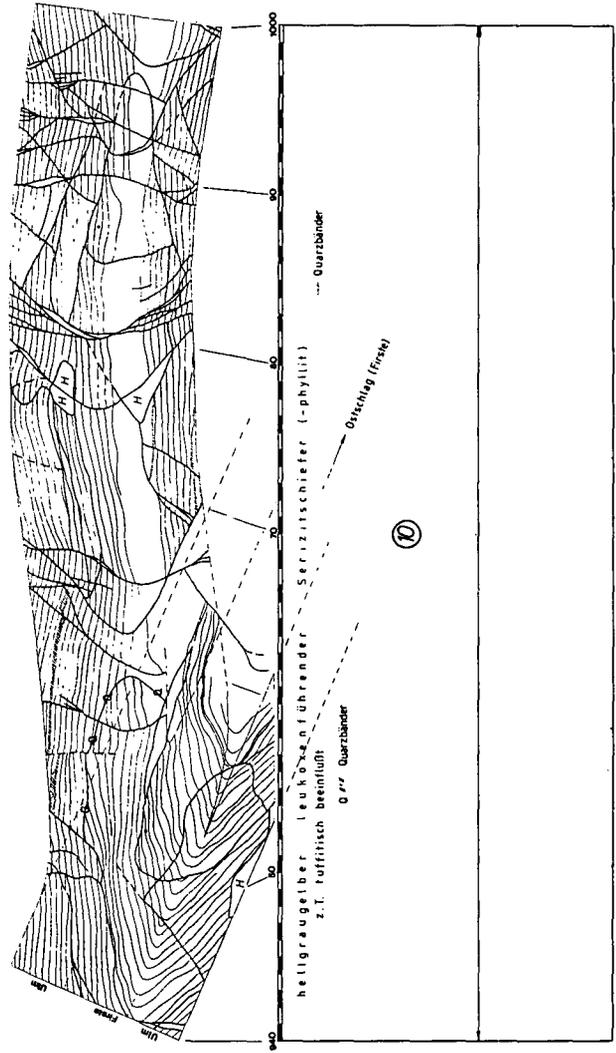 1000
90
80
70
60
940
Ulm
Firste
Ulm
H
H
H
H
hellgraugelber leukoxenführender Serizitschiefer (-phyllit)
z.T. tuffitisch beeinflußt
Q Quarzbänder
Quarzbänder
Ostschlag (Firste)
10